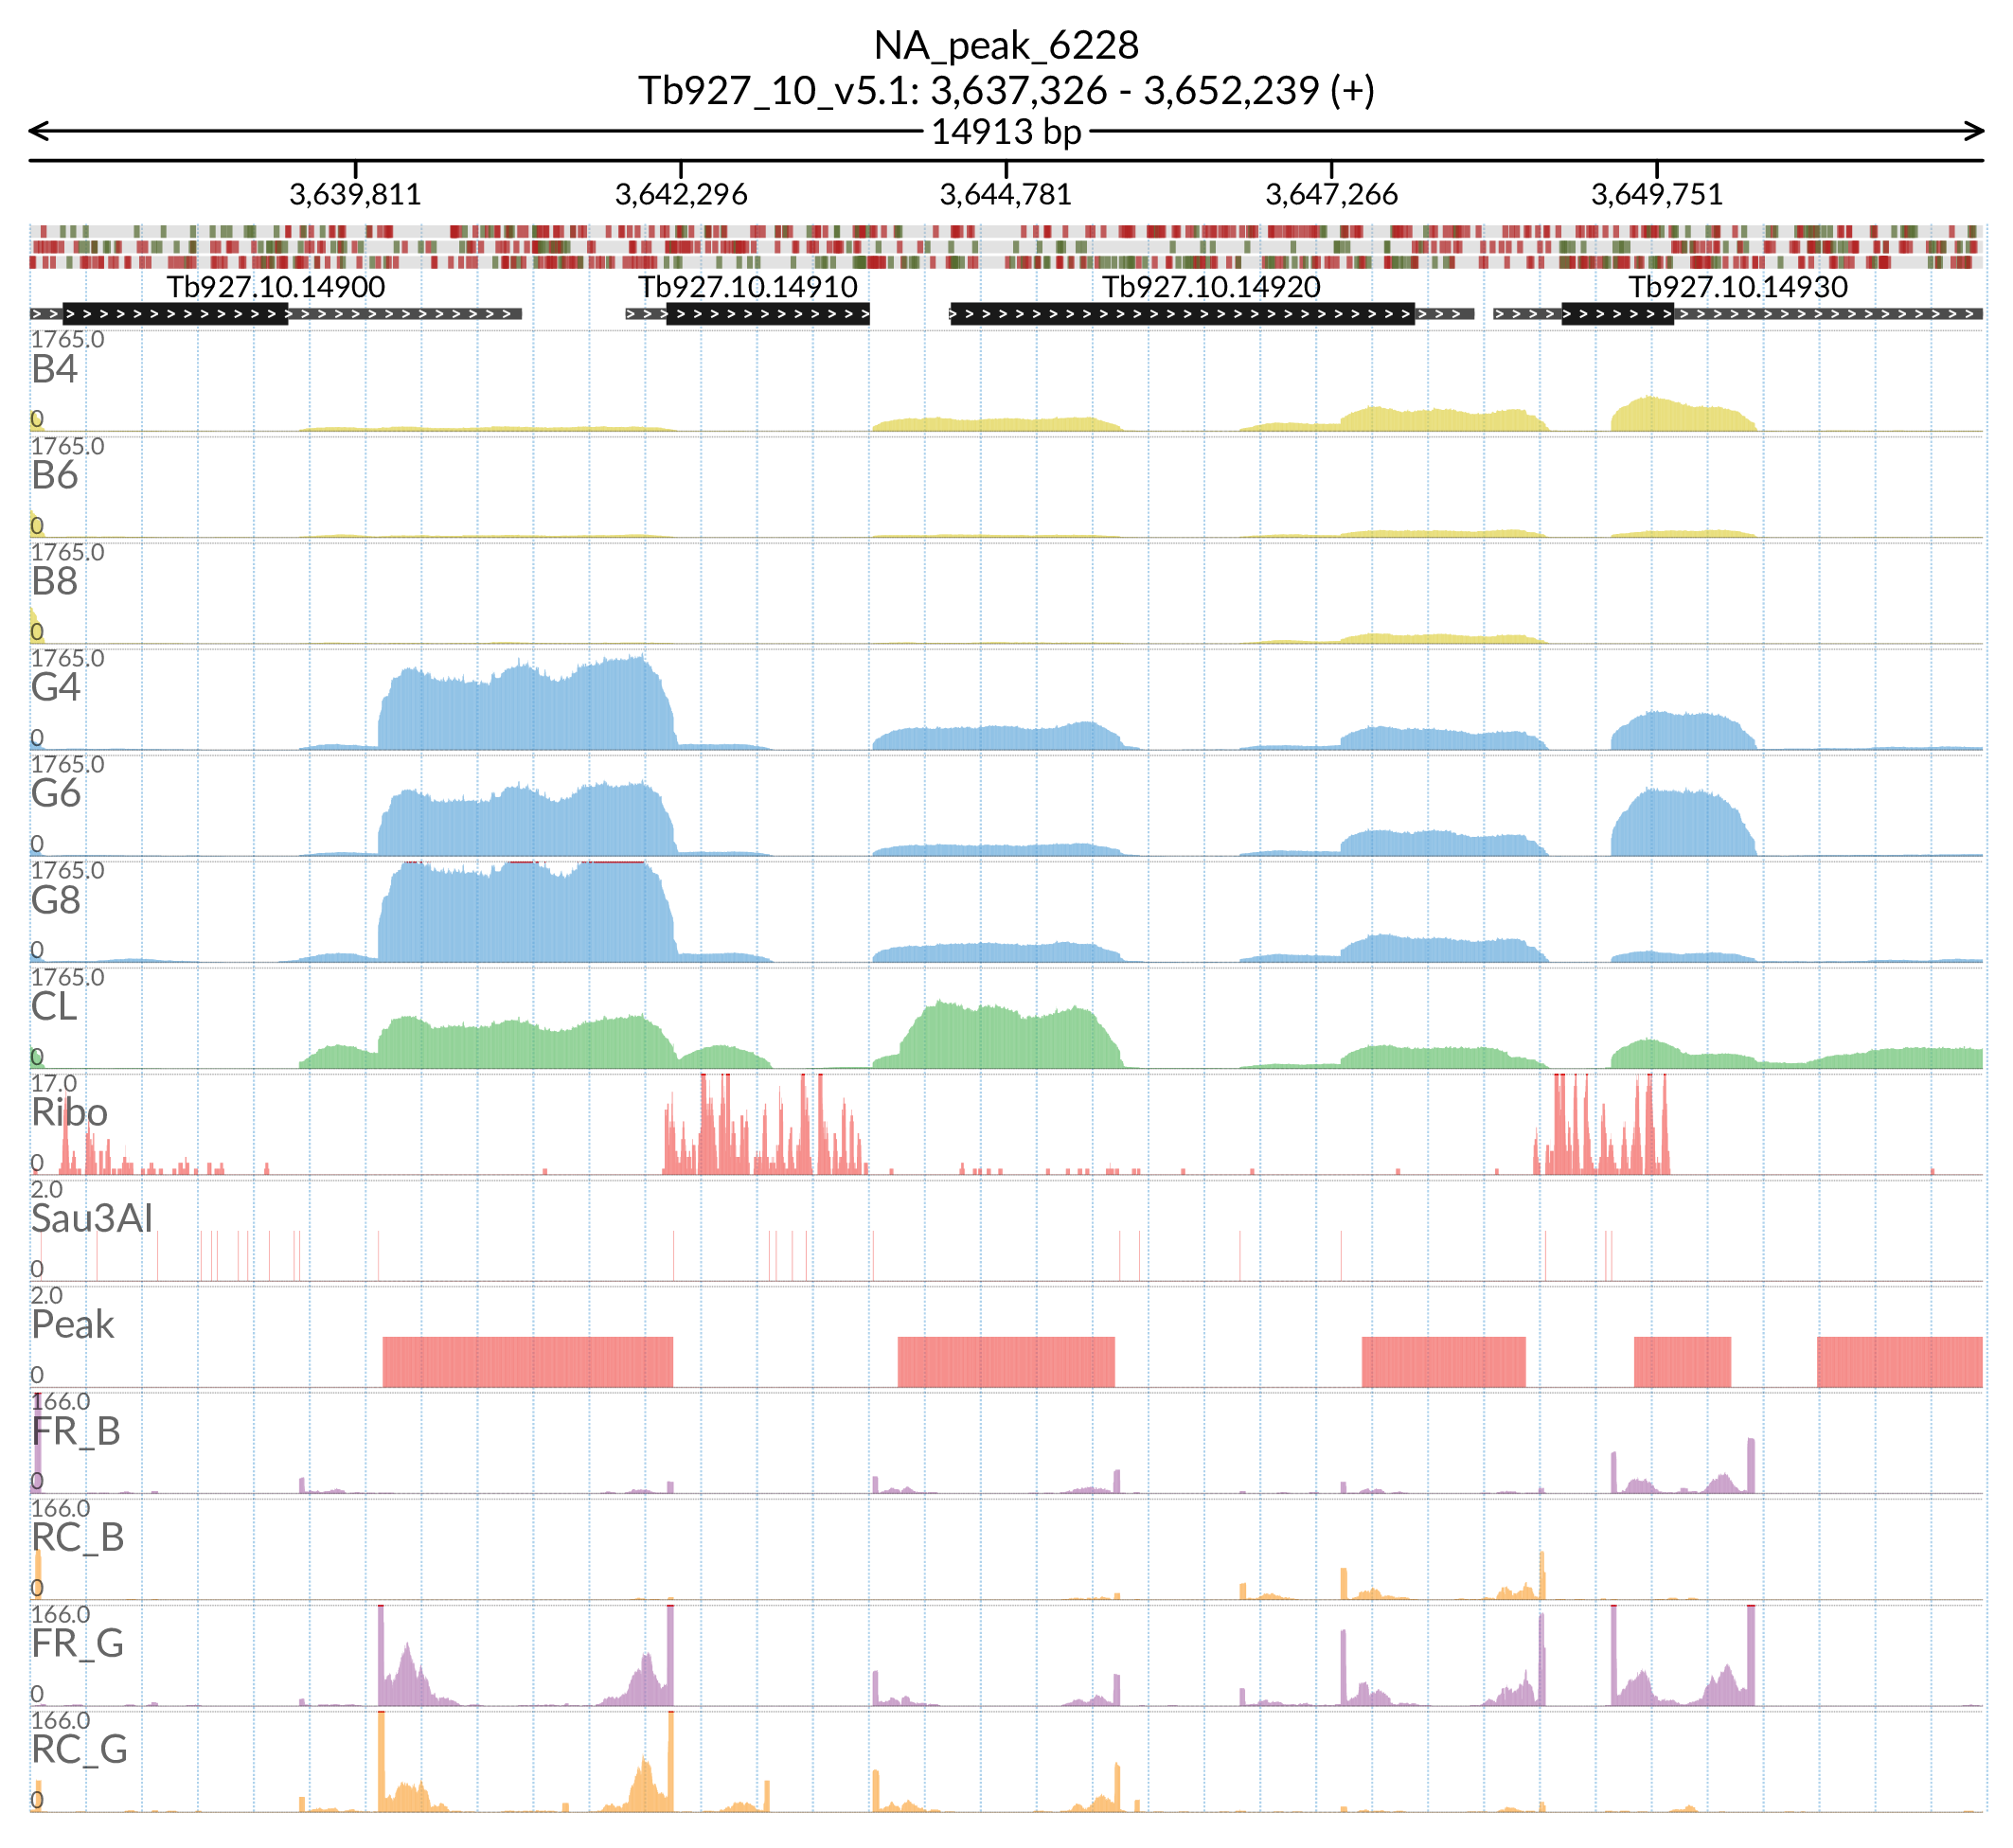 NA_peak_6228
Tb927_10_v5.1: 3,637,326 - 3,652,239 (+)
14913 bp
3,639,811 3,642,296 3,644,781 3,647,266 3,649,751
Tb927.10.14900 Tb927.10.14910 Tb927.10.14920 Tb927.10.14930
1765.0
B4
0
1765.0
B6
0
1765.0
B8
0
1765.0
G4
0
1765.0
G6
0
1765.0
G8
0
1765.0
CL
0
17.0
Ribo
0
2.0
Sau3AI
0
2.0
Peak
0
166.0
FR_B
0
166.0
RC_B
0
166.0
FR_G
0
166.0
RC_G
0